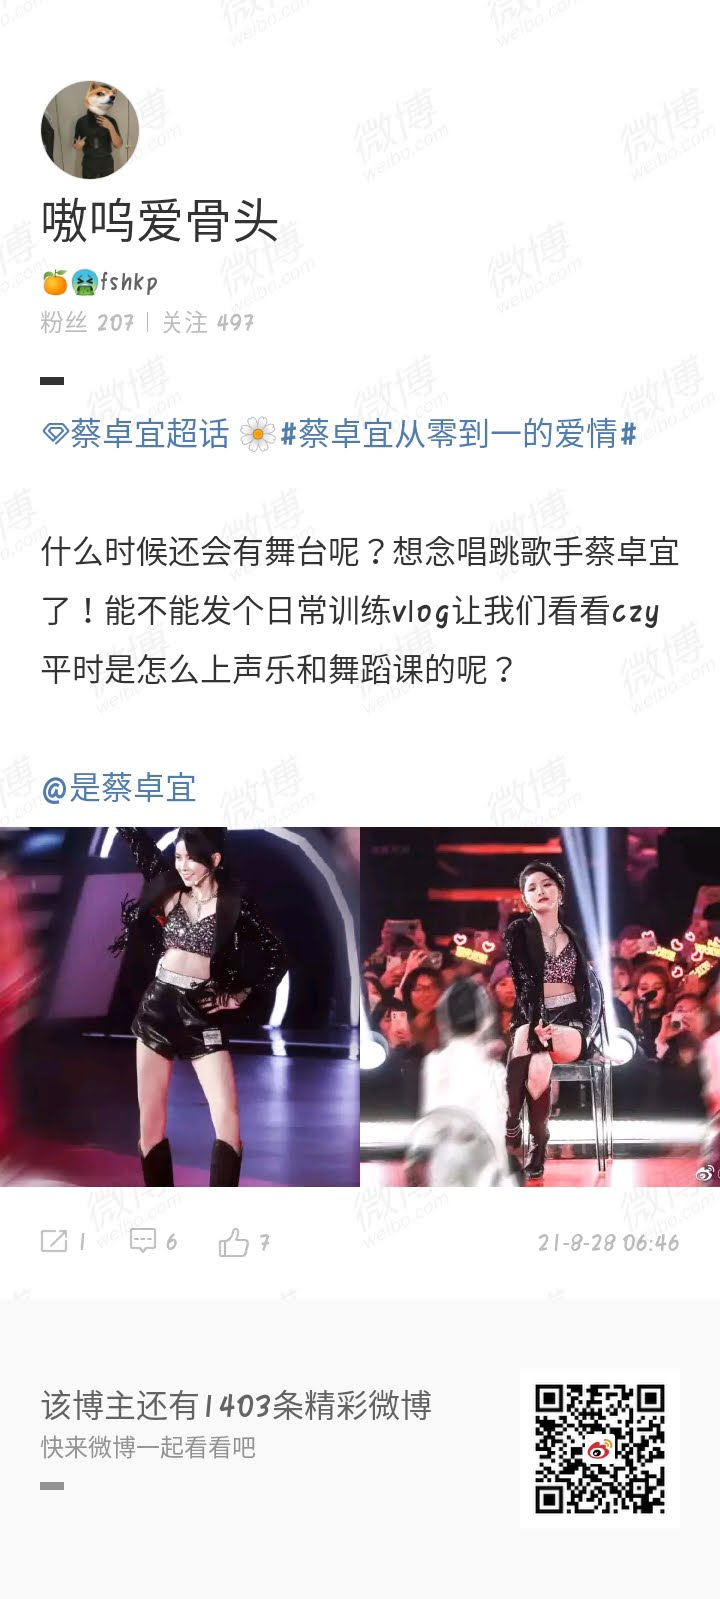 嗷呜爱骨头
🍊🤮fshkp
粉丝 207 | 关注 497
蔡卓宜超话 🌼#蔡卓宜从零到一的爱情#
什么时候还会有舞台呢？想念唱跳歌手蔡卓宜
了！能不能发个日常训练vlog让我们看看czy
平时是怎么上声乐和舞蹈课的呢？
@是蔡卓宜
1 6 7 21-8-28 06:46
该博主还有1403条精彩微博
快来微博一起看看吧
微博
weibo.com